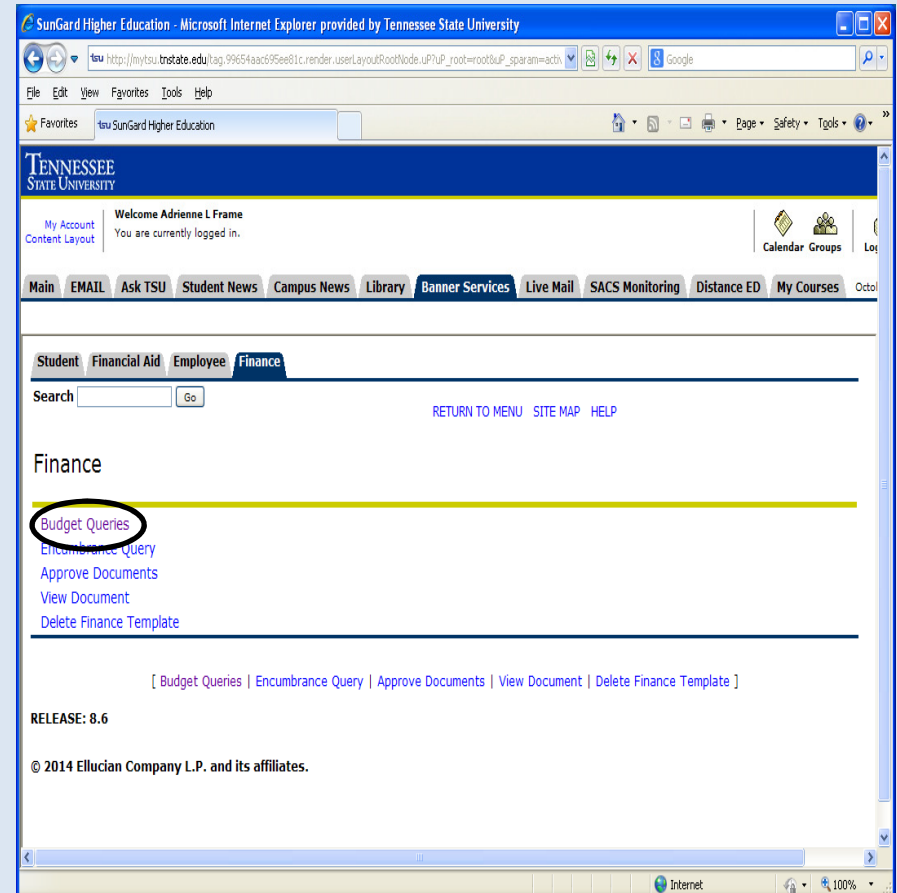 SunGard Higher Education - Microsoft Internet Explorer provided by Tennessee State University
tsu http://mytsu.tnstate.edu/tag.99654aac695ee81c.render.userLayoutRootNode.uP?uP_root=root&uP_sparam=activ Google
File Edit View Favorites Tools Help
Favorites tsu SunGard Higher Education Page Safety Tools »
TENNESSEE
STATE UNIVERSITY
My Account
Content Layout
Welcome Adrienne L Frame
You are currently logged in.
Calendar Groups Log
Main EMAIL Ask TSU Student News Campus News Library Banner Services Live Mail SACS Monitoring Distance ED My Courses Octo
Student Financial Aid Employee Finance
Search Go
RETURN TO MENU SITE MAP HELP
Finance
Budget Queries
Encumbrance Query
Approve Documents
View Document
Delete Finance Template
[ Budget Queries | Encumbrance Query | Approve Documents | View Document | Delete Finance Template ]
RELEASE: 8.6
© 2014 Ellucian Company L.P. and its affiliates.
Internet 100%